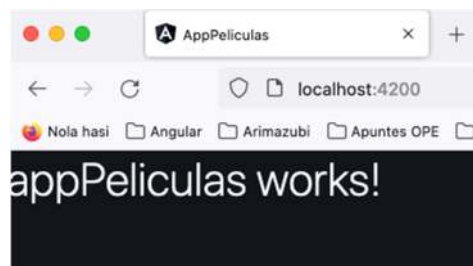 AppPeliculas
localhost:4200
Nola hasi Angular Arimazubi Apuntes OPE
appPeliculas works!